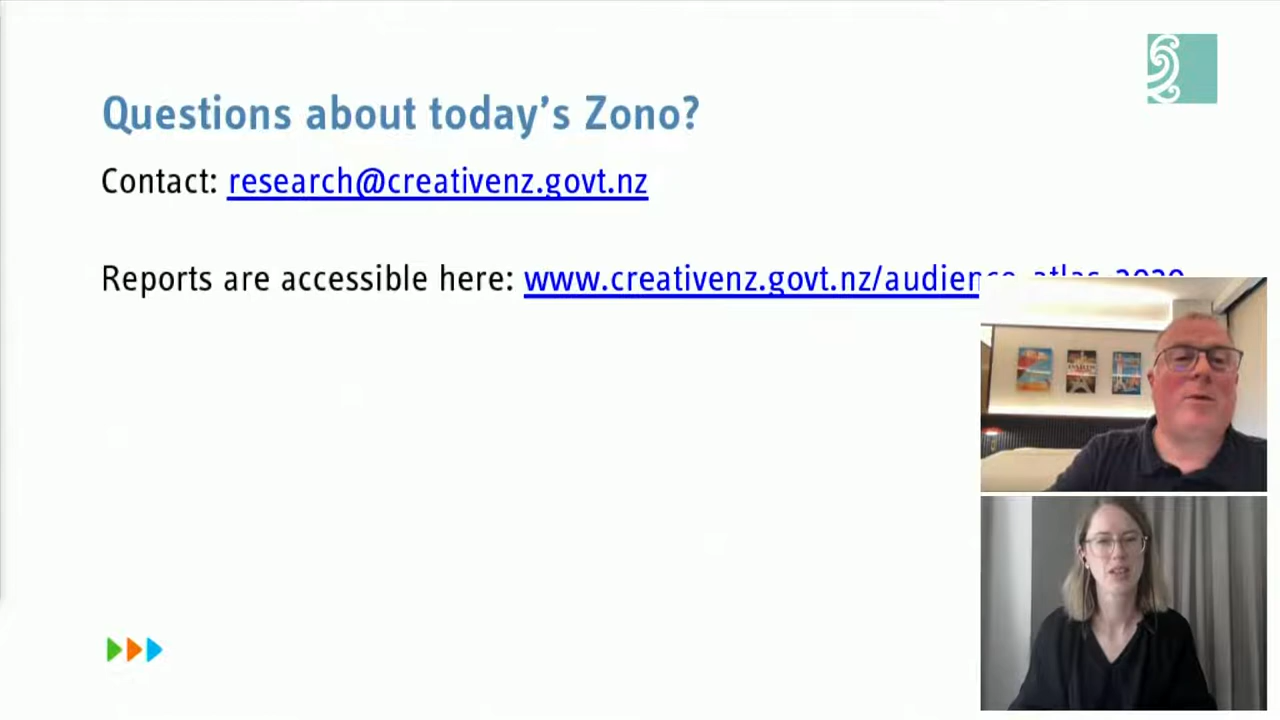 Questions about today’s Zono?
Contact: research@creativenz.govt.nz
Reports are accessible here: www.creativenz.govt.nz/audience-atlas-2020